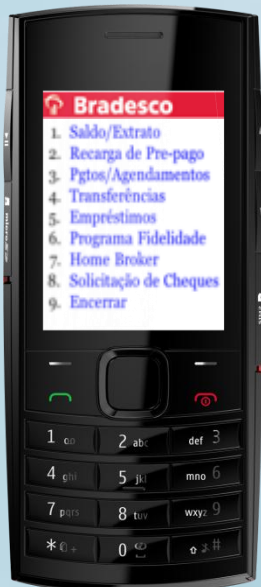 Bradesco
1. Saldo/Extrato
2. Recarga de Pre-pago
3. Pgtos/Agendamentos
4. Transferências
5. Empréstimos
6. Programa Fidelidade
7. Home Broker
8. Solicitação de Cheques
9. Encerrar
1 2 abc def 3
4 ghi 5 jkl mno 6
7 pqrs 8 tuv wxyz 9
* + 0 #